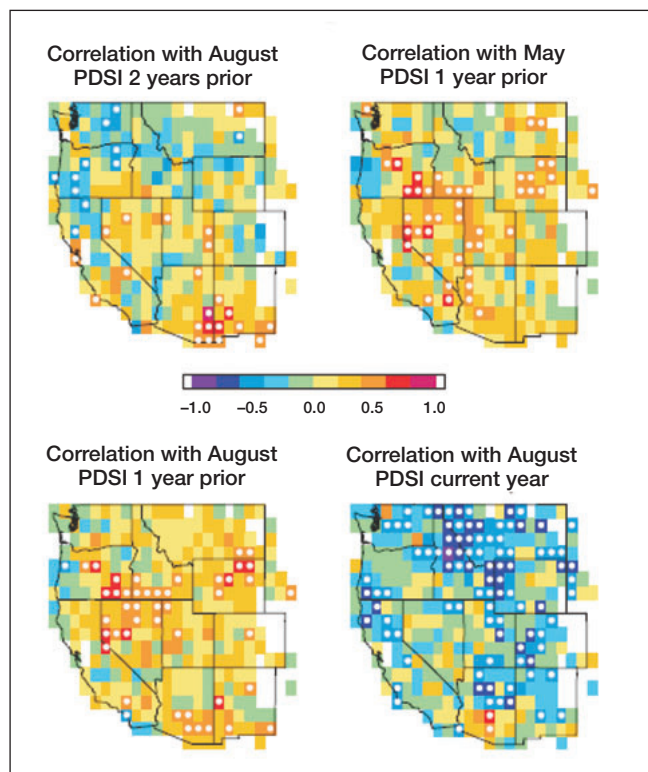 Correlation with August
PDSI 2 years prior
Correlation with May
PDSI 1 year prior
–1.0 –0.5 0.0 0.5 1.0
Correlation with August
PDSI 1 year prior
Correlation with August
PDSI current year